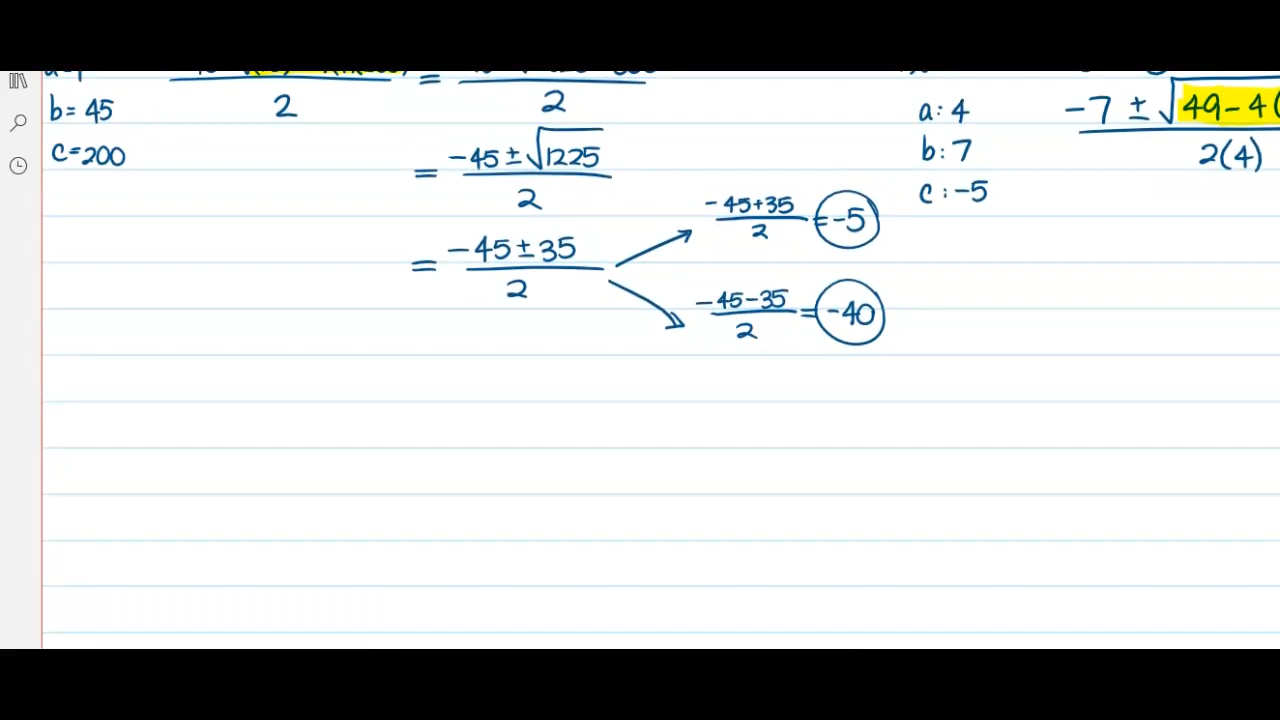 =
b= 45
2
2
c=200
= -45 ± √1225
2
= -45 ± 35
2
-45+35
2
= -5
-45-35
2
= -40
a: 4
b: 7
c: -5
-7 ± √49-4(
2(4)